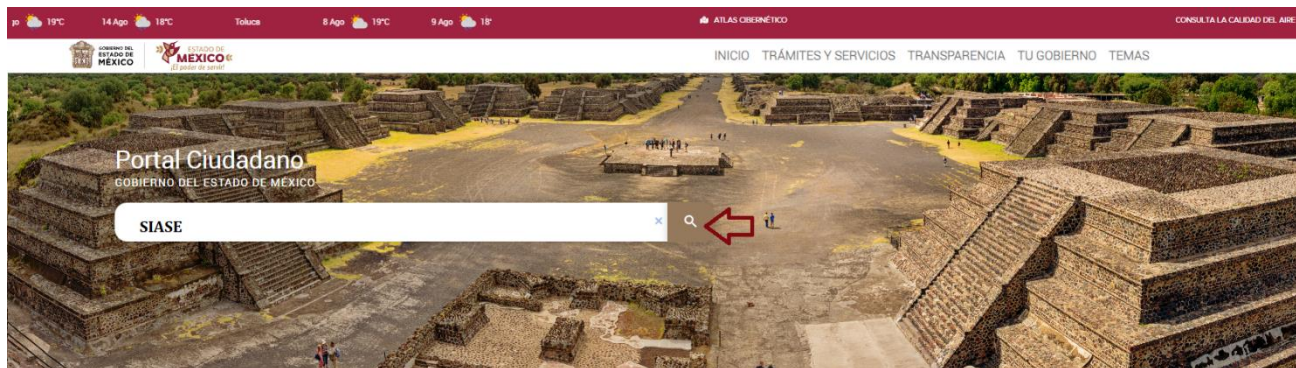 19°C 14 Ago 18°C Toluca 8 Ago 19°C 9 Ago 18° ATLAS CIBERNÉTICO CONSULTA LA CALIDAD DEL AIRE
GOBIERNO DEL
ESTADO DE
MÉXICO
ESTADO DE
MÉXICO
¡El poder de servir!
INICIO TRÁMITES Y SERVICIOS TRANSPARENCIA TU GOBIERNO TEMAS
Portal Ciudadano
GOBIERNO DEL ESTADO DE MÉXICO
SIASE